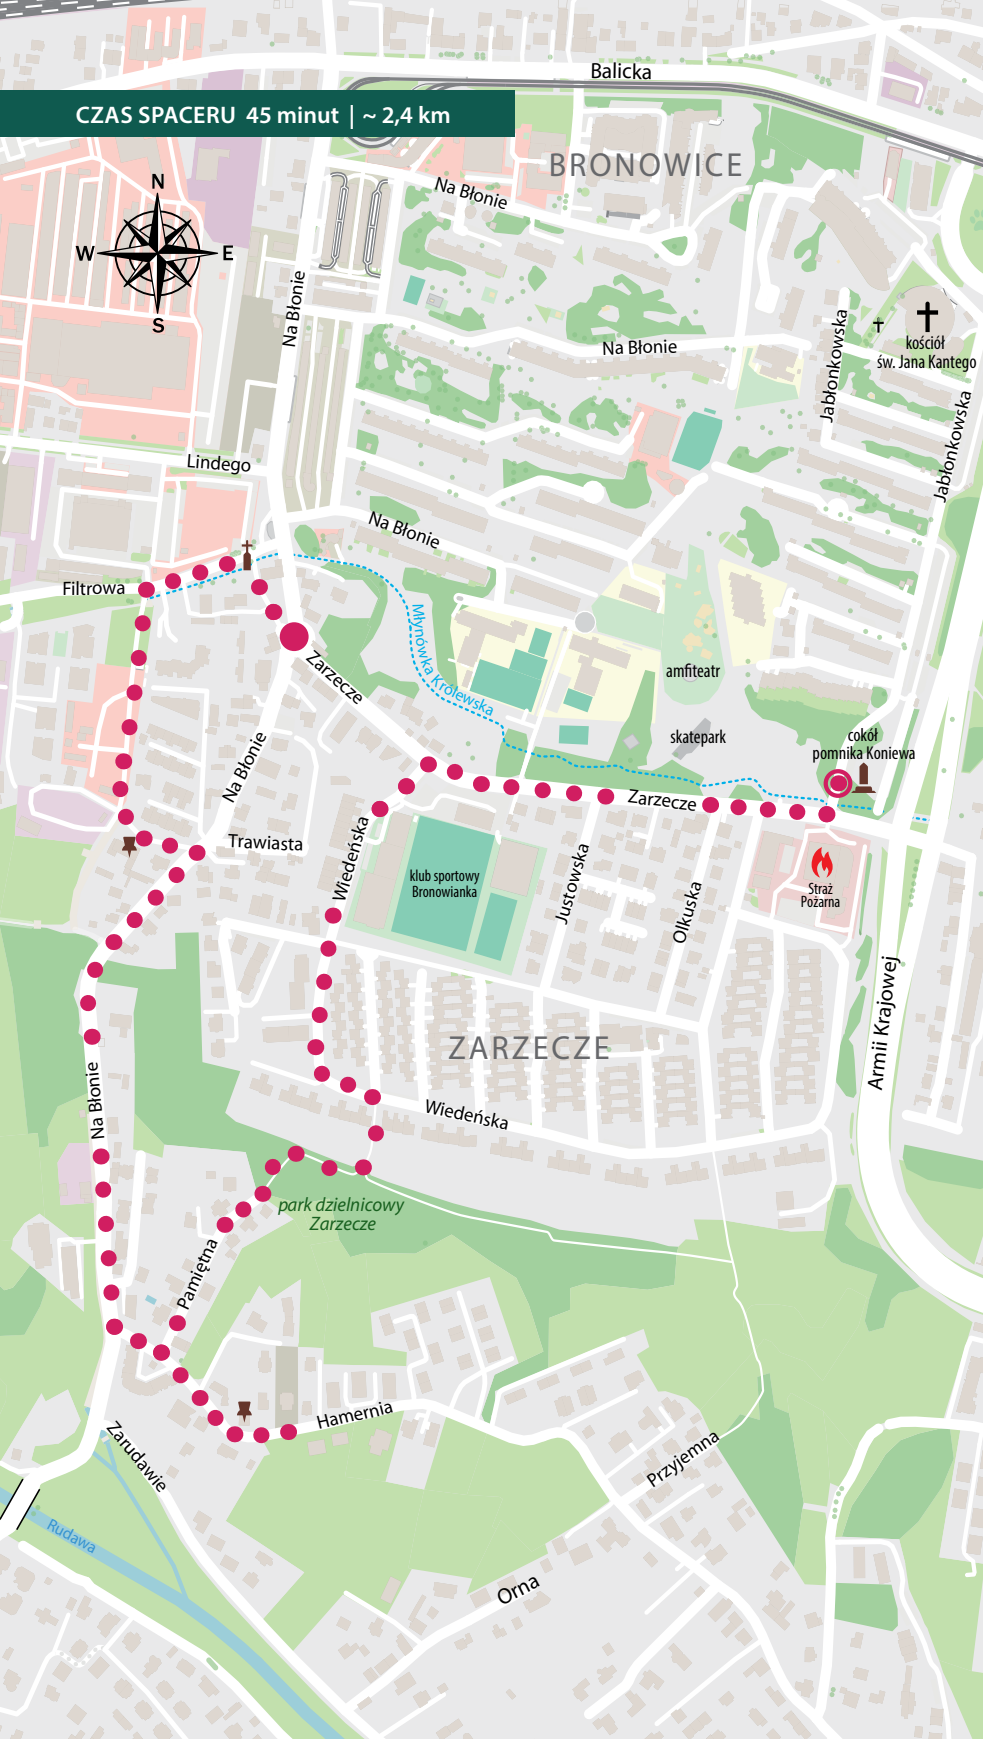 Balicka
CZAS SPACERU 45 minut | ~ 2,4 km
BRONOWICE
N
W
E
S
Na Błonie
Na Błonie
Na Błonie
Jabłonkowska
kościół
św. Jana Kantego
Jabłonkowska
Lindego
Na Błonie
Filtrowa
Młynówka Królewska
Zarzecze
amfiteatr
skatepark
cokół
pomnika Koniewa
Na Błonie
Zarzecze
Trawiasta
Wiedeńska
klub sportowy
Bronowianka
Justowska
Olkuska
Straż
Pożarna
Armii Krajowej
ZARZECZE
Na Błonie
Wiedeńska
park dzielnicowy
Zarzecze
Pamiętna
Hamernia
Zarudawie
Przyjemna
Rudawa
Orna